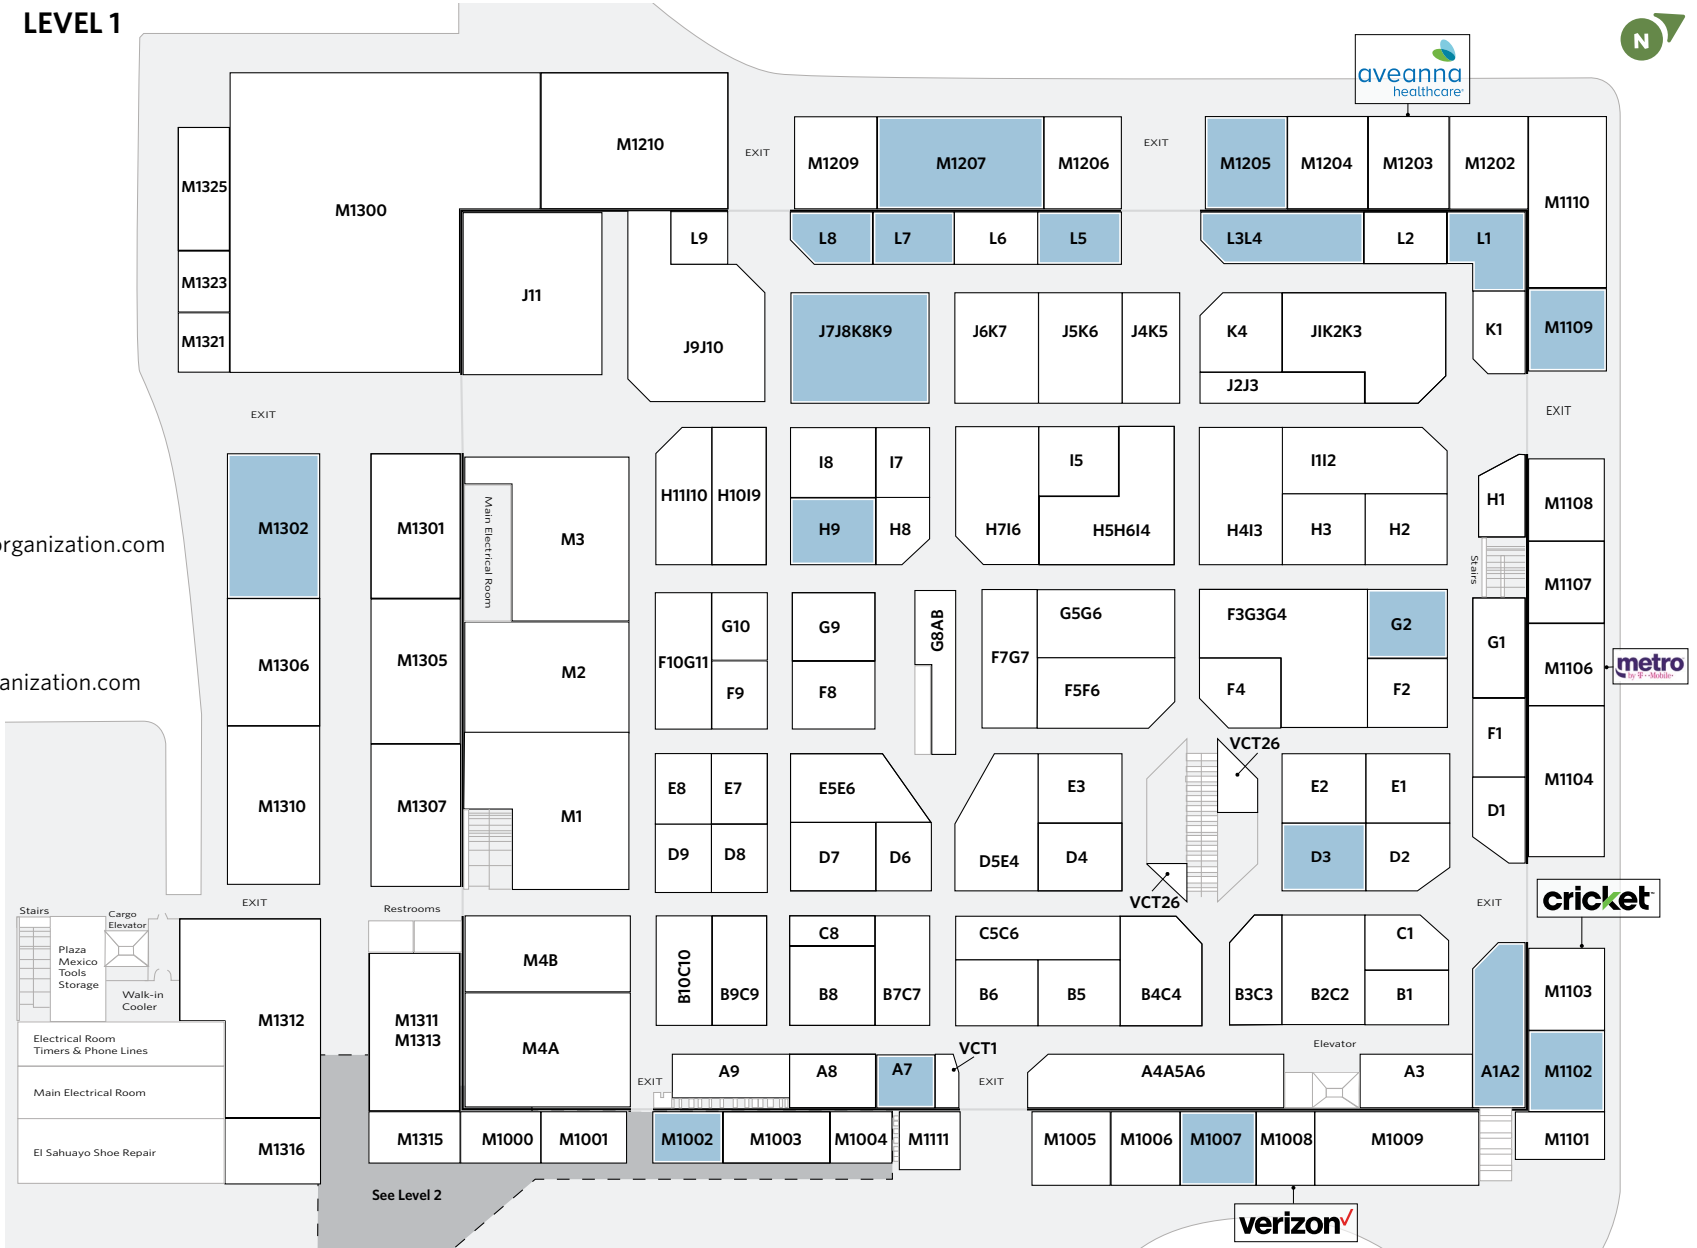 LEVEL 1
N
aveanna
healthcare
M1325
M1300
M1210
EXIT
M1209
M1207
M1206
EXIT
M1205
M1204
M1203
M1202
M1110
M1323
M1321
J11
L9
J9J10
L8
L7
L6
L5
L3L4
L2
L1
J7J8K8K9
J6K7
J5K6
J4K5
K4
J1K2K3
J2J3
K1
M1109
EXIT
EXIT
M1302
M1301
Main Electrical Room
M3
H11I10
H10I9
I8
I7
H9
H8
H7I6
I5
H5H6I4
H4I3
I1I2
H3
H2
H1
M1108
organization.com
Stairs
M1107
M1306
M1305
M2
F10G11
G10
F9
G9
F8
G8AB
F7G7
G5G6
F5F6
F3G3G4
F4
G2
F2
G1
M1106
metro
by T-Mobile
anization.com
F1
VCT26
M1310
M1307
M1
E8
E7
D9
D8
E5E6
D7
D6
D5E4
E3
D4
E2
E1
D3
D2
D1
M1104
VCT26
EXIT
EXIT
cricket
Stairs
Cargo
Elevator
Restrooms
Plaza
Mexico
Tools
Storage
Walk-in
Cooler
M4B
B10C10
B9C9
C8
B8
B7C7
C5C6
B6
B5
B4C4
B3C3
B2C2
C1
B1
M1103
M1312
M1311
M1313
Electrical Room
Timers & Phone Lines
M4A
VCT1
Elevator
EXIT
A9
A8
A7
EXIT
A4A5A6
A3
A1A2
M1102
Main Electrical Room
El Sahuayo Shoe Repair
M1316
M1315
M1000
M1001
M1002
M1003
M1004
M1111
M1005
M1006
M1007
M1008
M1009
M1101
See Level 2
verizon